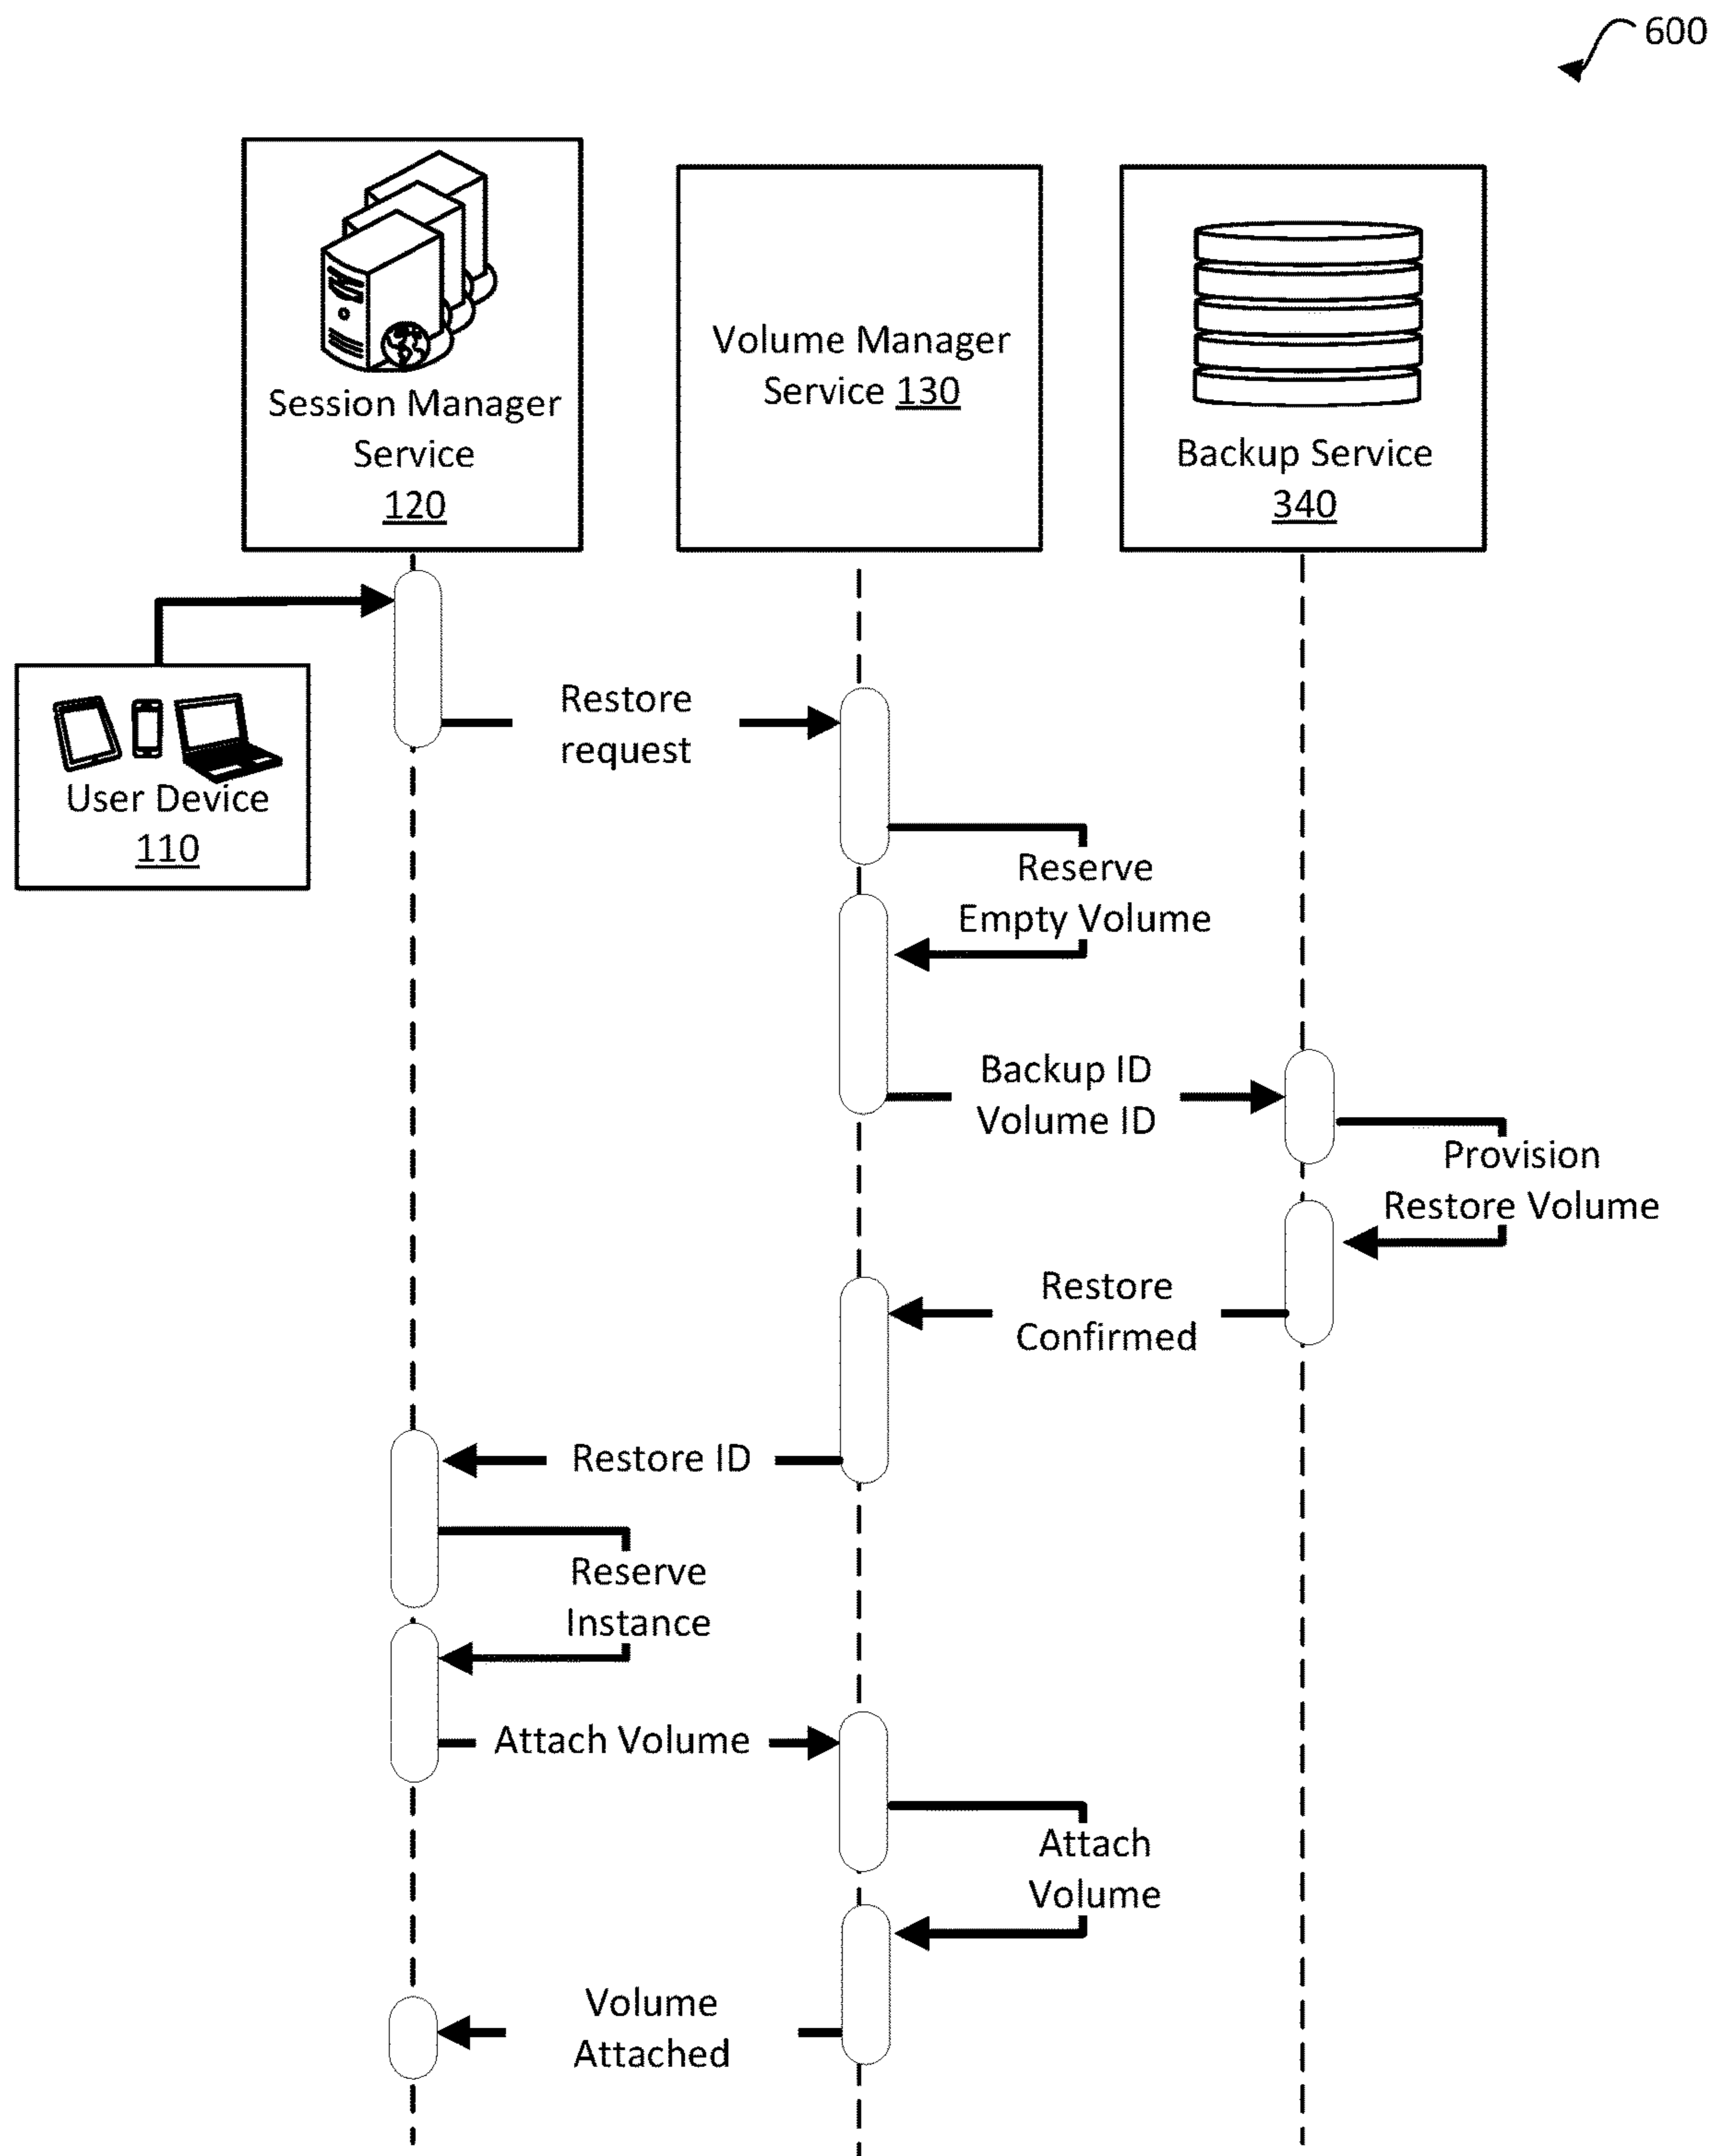 600
Session Manager
Service
120
Volume Manager
Service 130
Backup Service
340
User Device
110
Restore
request
Reserve
Empty Volume
Backup ID
Volume ID
Provision
Restore Volume
Restore
Confirmed
Restore ID
Reserve
Instance
Attach Volume
Attach
Volume
Volume
Attached